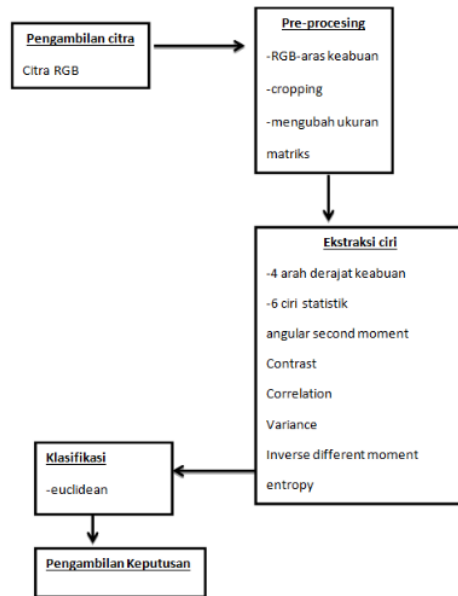 Pengambilan citra
Citra RGB
Pre-procesing
-RGB-aras keabuan
-cropping
-mengubah ukuran
matriks
Ekstraksi ciri
-4 arah derajat keabuan
-6 ciri statistik
angular second moment
Contrast
Correlation
Variance
Inverse different moment
entropy
Klasifikasi
-euclidean
Pengambilan Keputusan